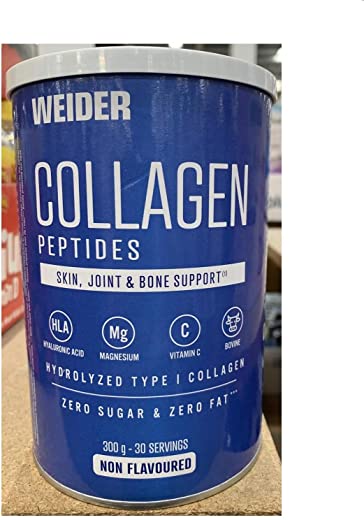 WEIDER
COLLAGEN
PEPTIDES
SKIN, JOINT & BONE SUPPORT(1)
HLA Mg C
HYALURONIC ACID MAGNESIUM VITAMIN C BOVINE
HYDROLYZED TYPE I COLLAGEN
ZERO SUGAR & ZERO FAT***
300 g - 30 SERVINGS
NON FLAVOURED